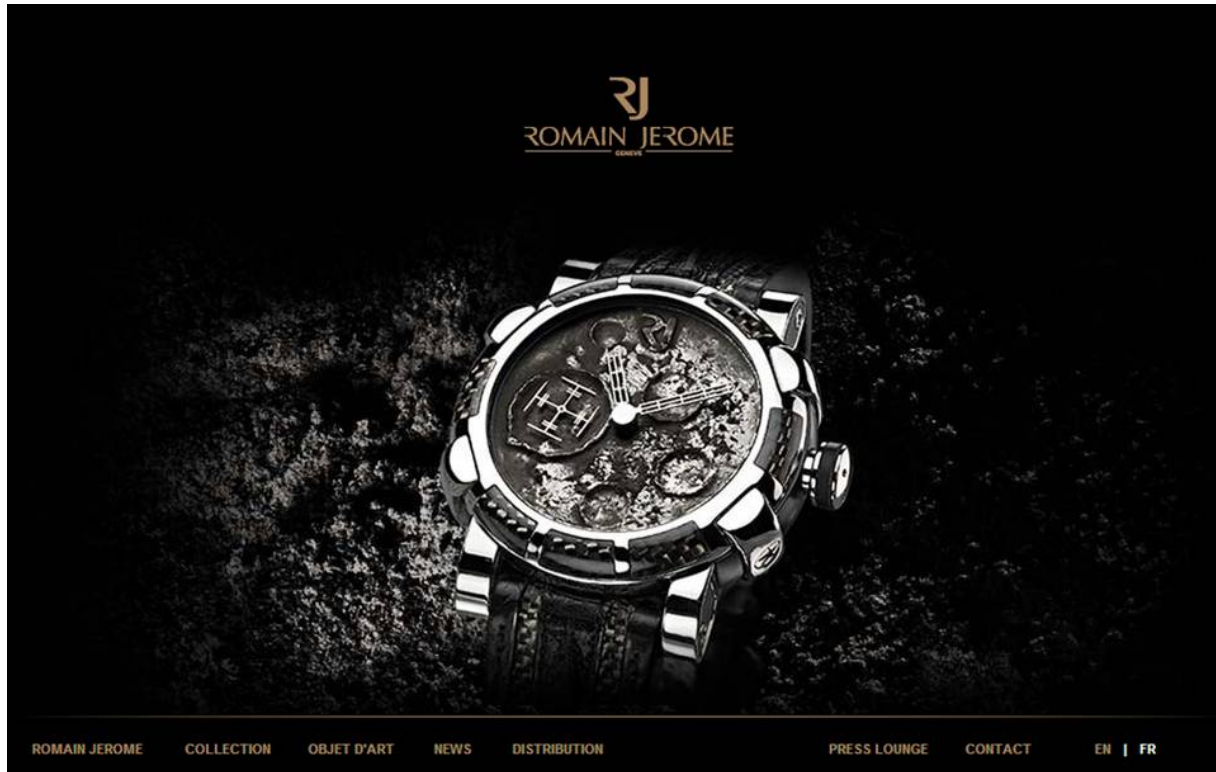 RJ
ROMAIN JEROME
GENEVE
ROMAIN JEROME COLLECTION OBJET D'ART NEWS DISTRIBUTION PRESS LOUNGE CONTACT EN | FR